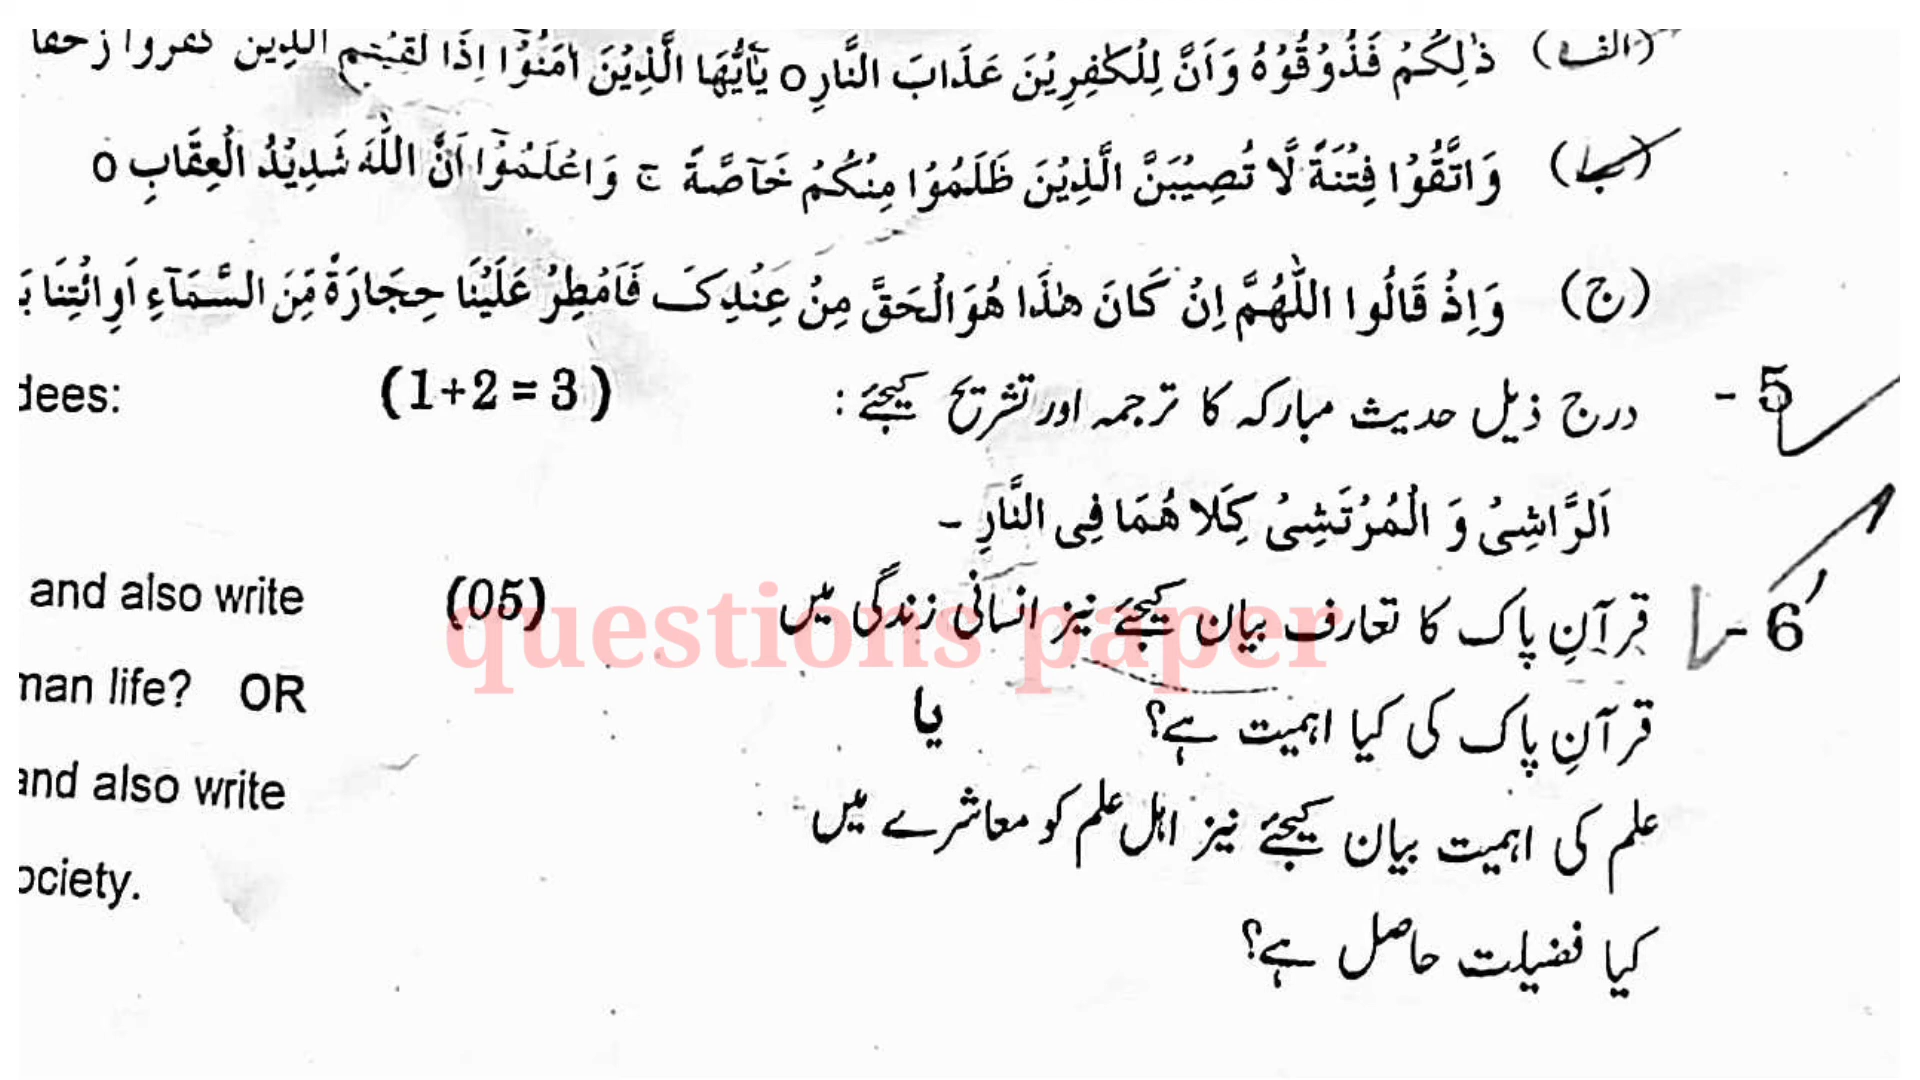 (الف) ذٰلِكُمْ فَذُوْقُوْهُ وَاَنَّ لِلْكٰفِرِيْنَ عَذَابَ النَّارِ o يٰٓاَيُّهَا الَّذِيْنَ اٰمَنُوْٓا اِذَا لَقِيْتُمُ الَّذِيْنَ كَفَرُوْا زَحْفًا
(ب) وَاتَّقُوْا فِتْنَةً لَّا تُصِيْبَنَّ الَّذِيْنَ ظَلَمُوْا مِنْكُمْ خَآصَّةً ج وَاعْلَمُوْٓا اَنَّ اللّٰهَ شَدِيْدُ الْعِقَابِ o
(ج) وَاِذْ قَالُوا اللّٰهُمَّ اِنْ كَانَ هٰذَا هُوَ الْحَقَّ مِنْ عِنْدِكَ فَاَمْطِرْ عَلَيْنَا حِجَارَةً مِّنَ السَّمَآءِ اَوِ ائْتِنَا
5 - درج ذیل حدیث مبارکہ کا ترجمہ اور تشریح کیجئے : (1+2=3) dees:
اَلرَّاشِىْ وَ الْمُرْتَشِىْ كِلَا هُمَا فِى النَّارِ -
6 - قرآنِ پاک کا تعارف بیان کیجئے نیز انسانی زندگی میں (05) and also write
questions paper
قرآنِ پاک کی کیا اہمیت ہے؟ یا man life? OR
علم کی اہمیت بیان کیجئے نیز اہل علم کو معاشرے میں and also write
کیا فضیلت حاصل ہے؟ ociety.